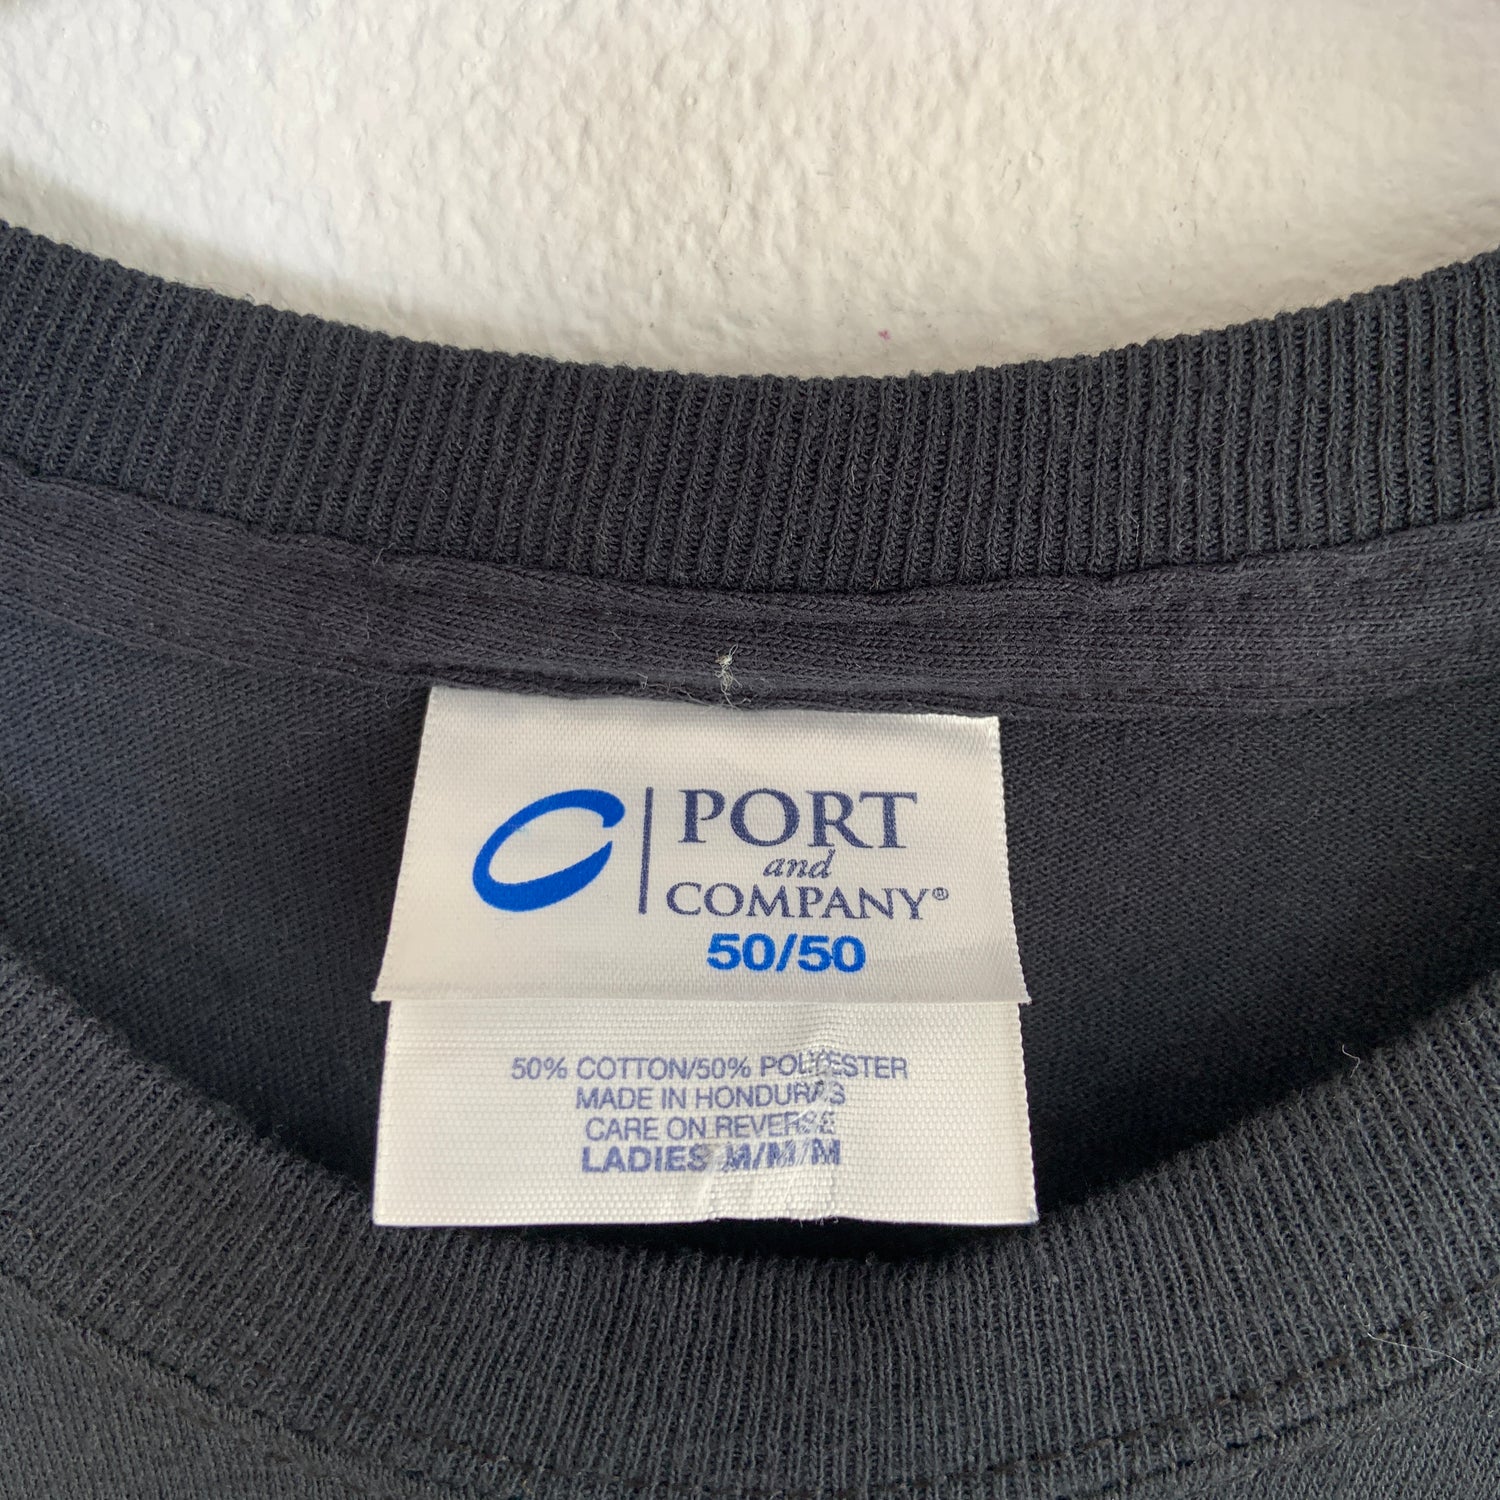 PORT
and
COMPANY®
50/50
50% COTTON/50% POLYESTER
MADE IN HONDURAS
CARE ON REVERSE
LADIES M/M/M